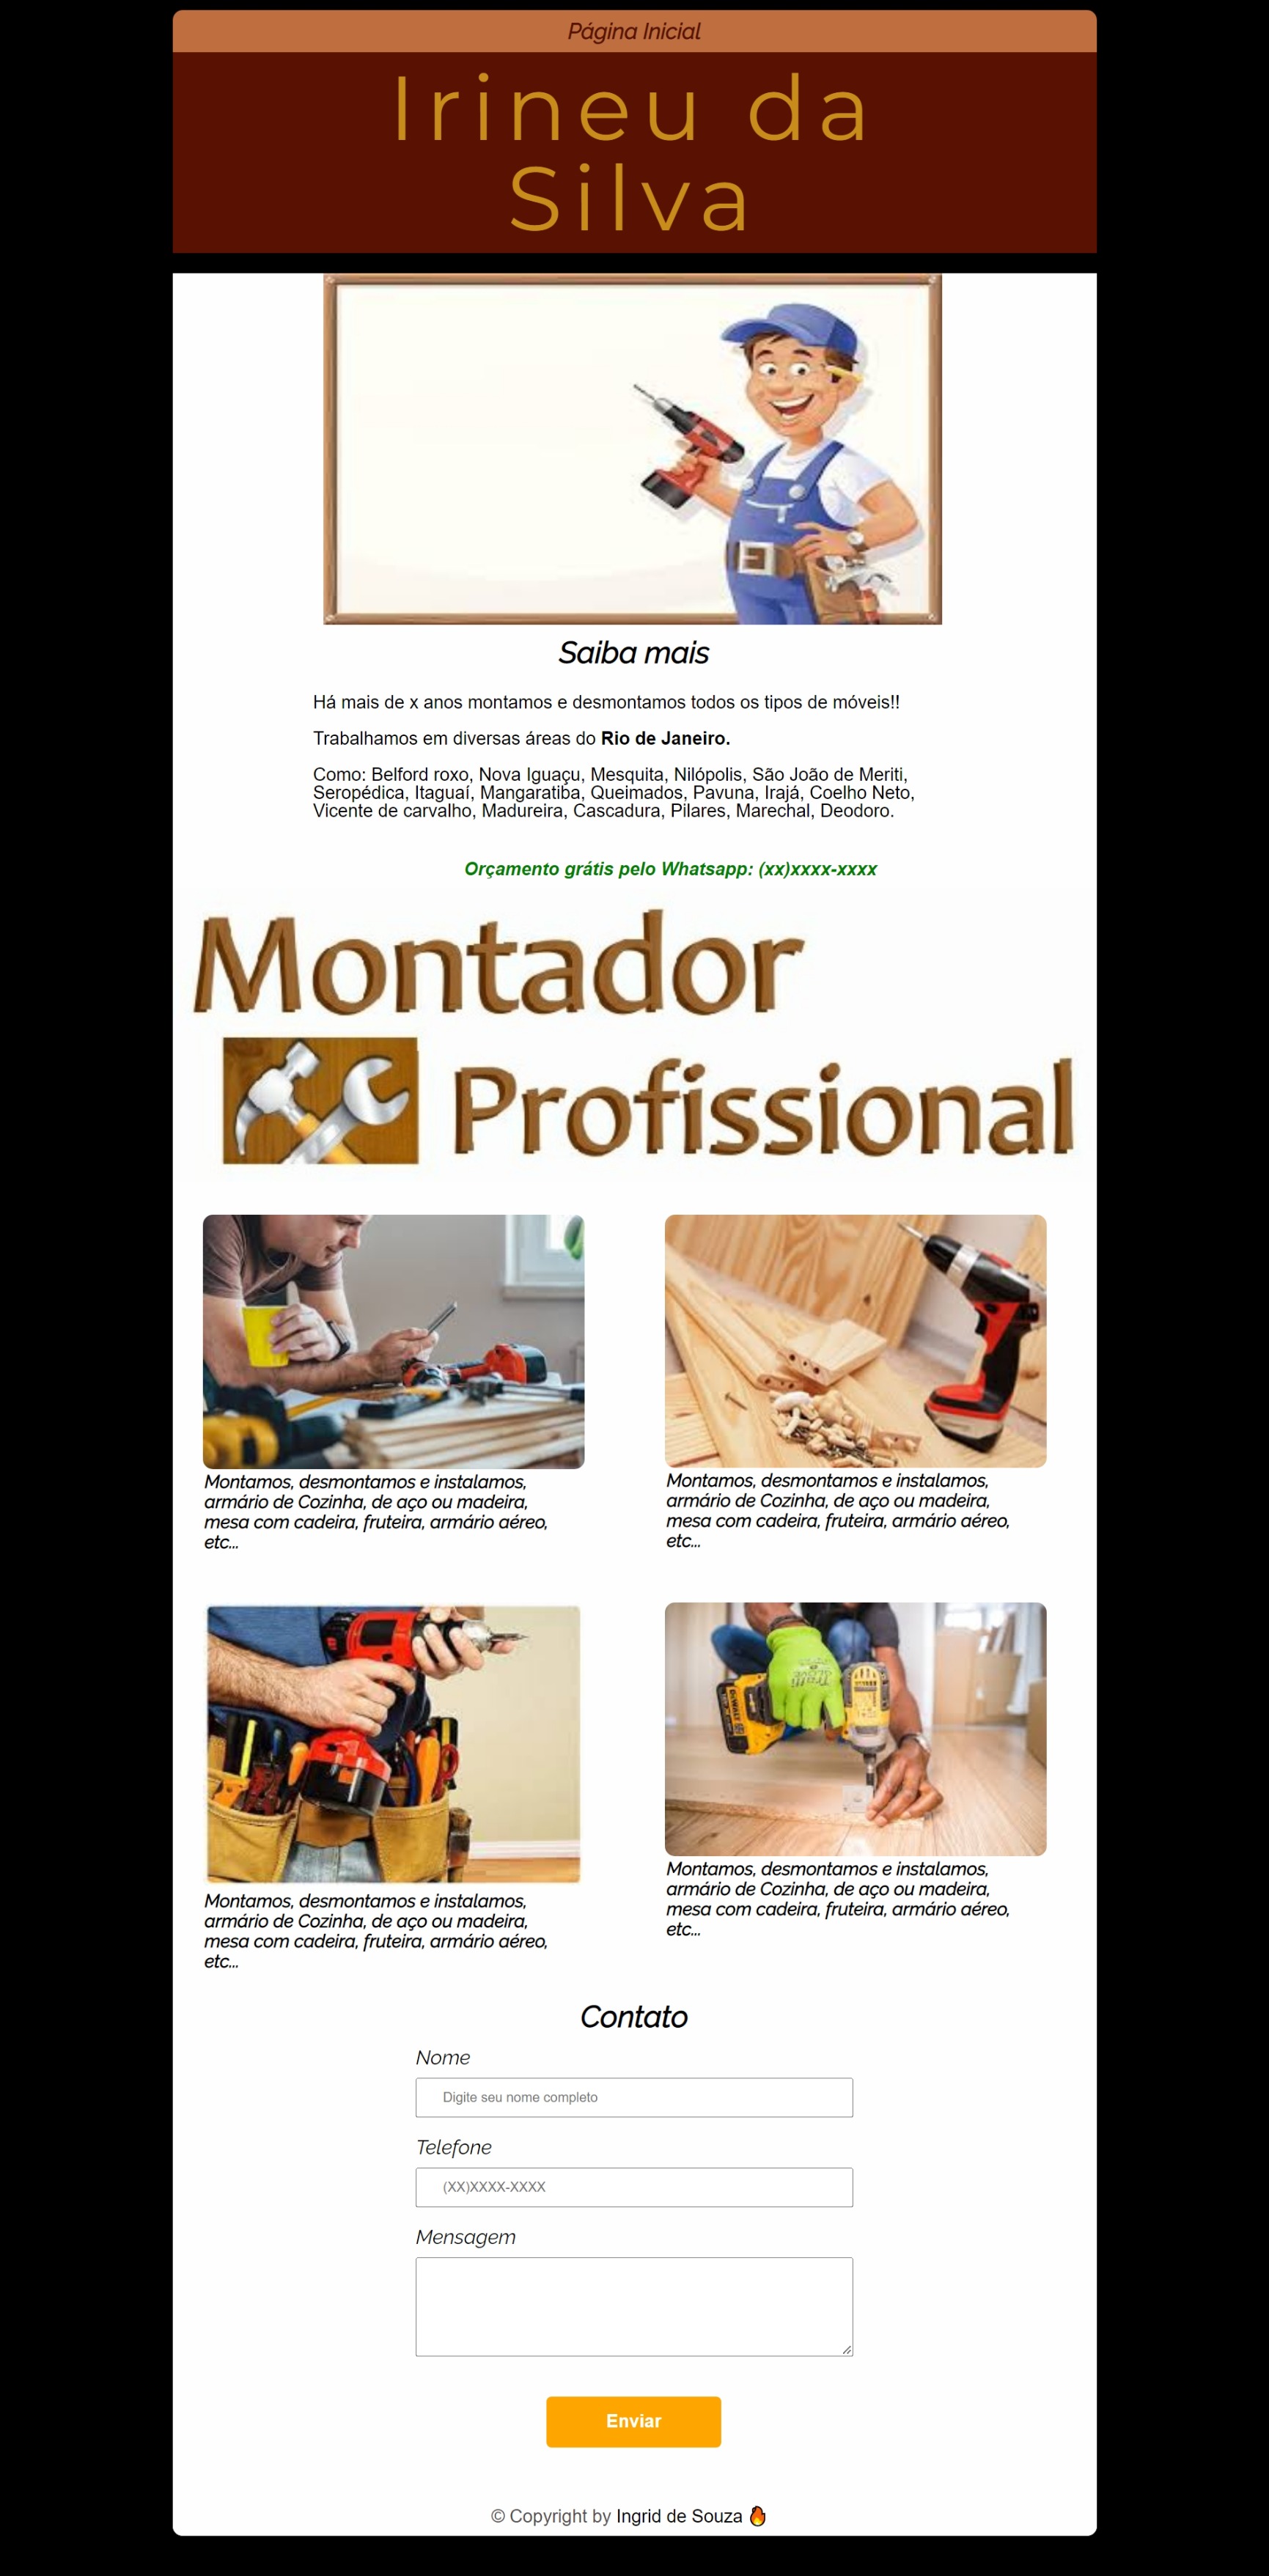 Página Inicial
Irineu da
Silva
Saiba mais
Há mais de x anos montamos e desmontamos todos os tipos de móveis!!
Trabalhamos em diversas áreas do Rio de Janeiro.
Como: Belford roxo, Nova Iguaçu, Mesquita, Nilópolis, São João de Meriti,
Seropédica, Itaguaí, Mangaratiba, Queimados, Pavuna, Irajá, Coelho Neto,
Vicente de carvalho, Madureira, Cascadura, Pilares, Marechal, Deodoro.
Orçamento grátis pelo Whatsapp: (xx)xxxx-xxxx
Montador
Profissional
Montamos, desmontamos e instalamos,
armário de Cozinha, de aço ou madeira,
mesa com cadeira, fruteira, armário aéreo,
etc...
Montamos, desmontamos e instalamos,
armário de Cozinha, de aço ou madeira,
mesa com cadeira, fruteira, armário aéreo,
etc...
DEWALT
Montamos, desmontamos e instalamos,
armário de Cozinha, de aço ou madeira,
mesa com cadeira, fruteira, armário aéreo,
etc...
Montamos, desmontamos e instalamos,
armário de Cozinha, de aço ou madeira,
mesa com cadeira, fruteira, armário aéreo,
etc...
Contato
Nome
Digite seu nome completo
Telefone
(XX)XXXX-XXXX
Mensagem
Enviar
© Copyright by Ingrid de Souza 🔥